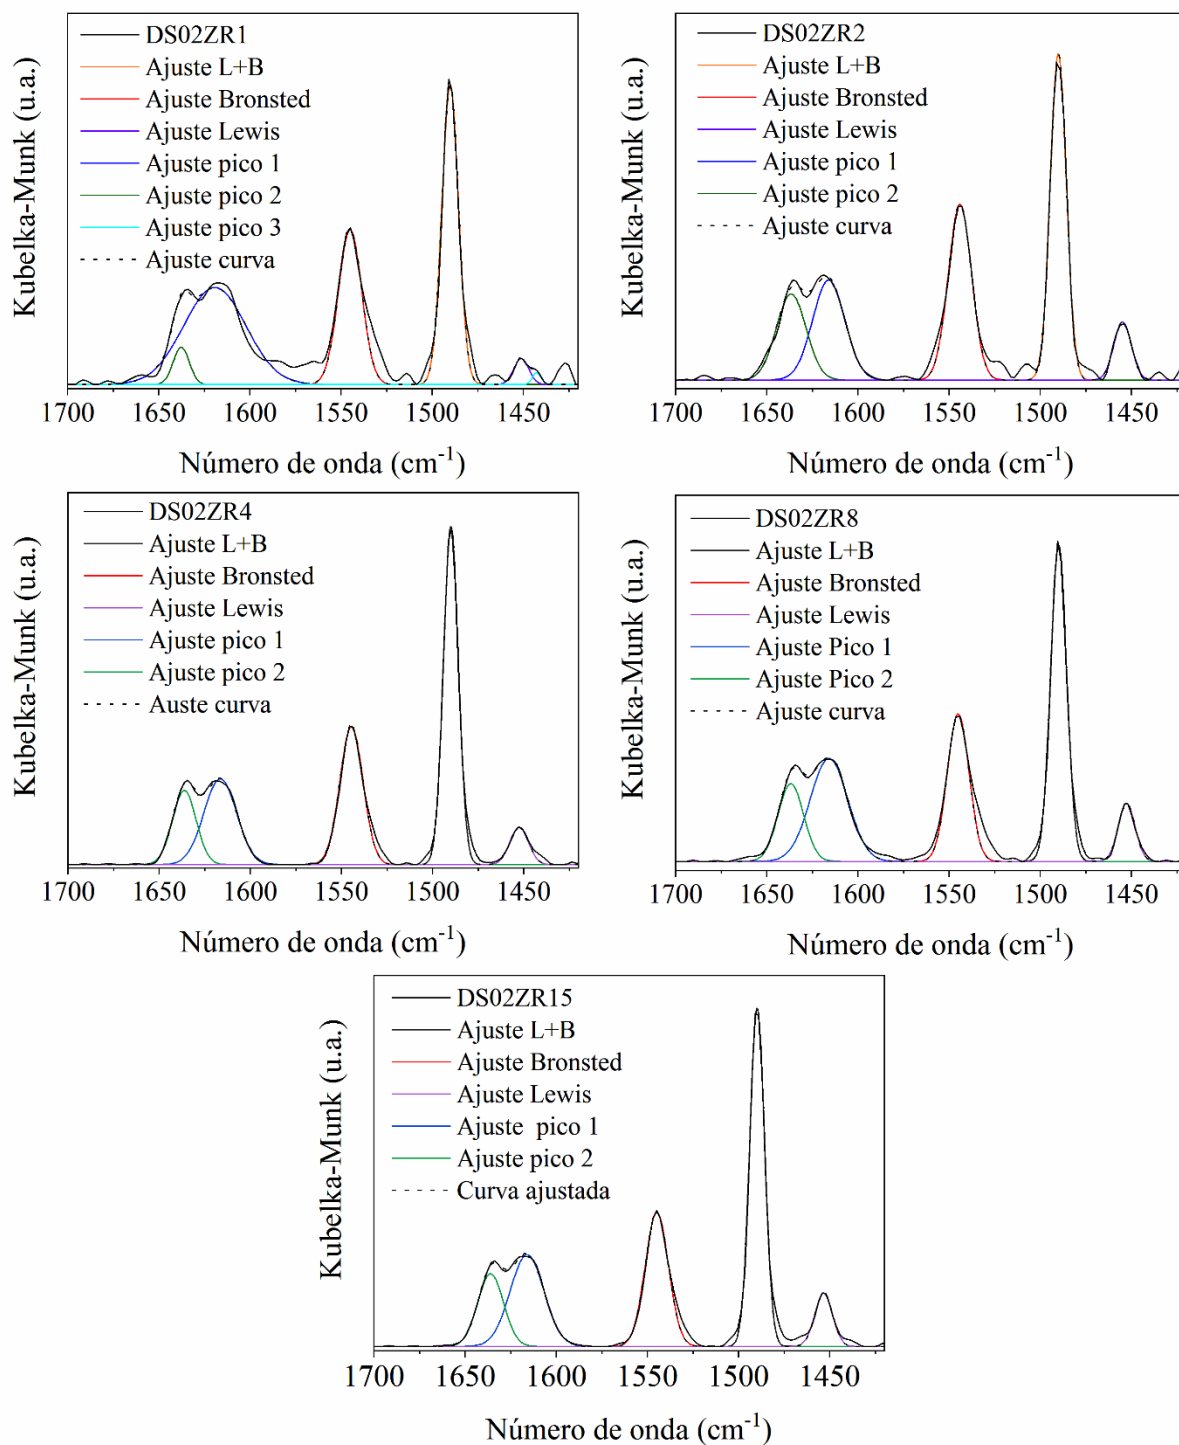 DS02ZR1
Ajuste L+B
Ajuste Bronsted
Ajuste Lewis
Ajuste pico 1
Ajuste pico 2
Ajuste pico 3
Ajuste curva
Kubelka-Munk (u.a.)
1700 1650 1600 1550 1500 1450
Número de onda (cm⁻¹)
DS02ZR2
Ajuste L+B
Ajuste Bronsted
Ajuste Lewis
Ajuste pico 1
Ajuste pico 2
Ajuste curva
Kubelka-Munk (u.a.)
1700 1650 1600 1550 1500 1450
Número de onda (cm⁻¹)
DS02ZR4
Ajuste L+B
Ajuste Bronsted
Ajuste Lewis
Ajuste pico 1
Ajuste pico 2
Auste curva
Kubelka-Munk (u.a.)
1700 1650 1600 1550 1500 1450
Número de onda (cm⁻¹)
DS02ZR8
Ajuste L+B
Ajuste Bronsted
Ajuste Lewis
Ajuste Pico 1
Ajuste Pico 2
Ajuste curva
Kubelka-Munk (u.a.)
1700 1650 1600 1550 1500 1450
Número de onda (cm⁻¹)
DS02ZR15
Ajuste L+B
Ajuste Bronsted
Ajuste Lewis
Ajuste pico 1
Ajuste pico 2
Curva ajustada
Kubelka-Munk (u.a.)
1700 1650 1600 1550 1500 1450
Número de onda (cm⁻¹)